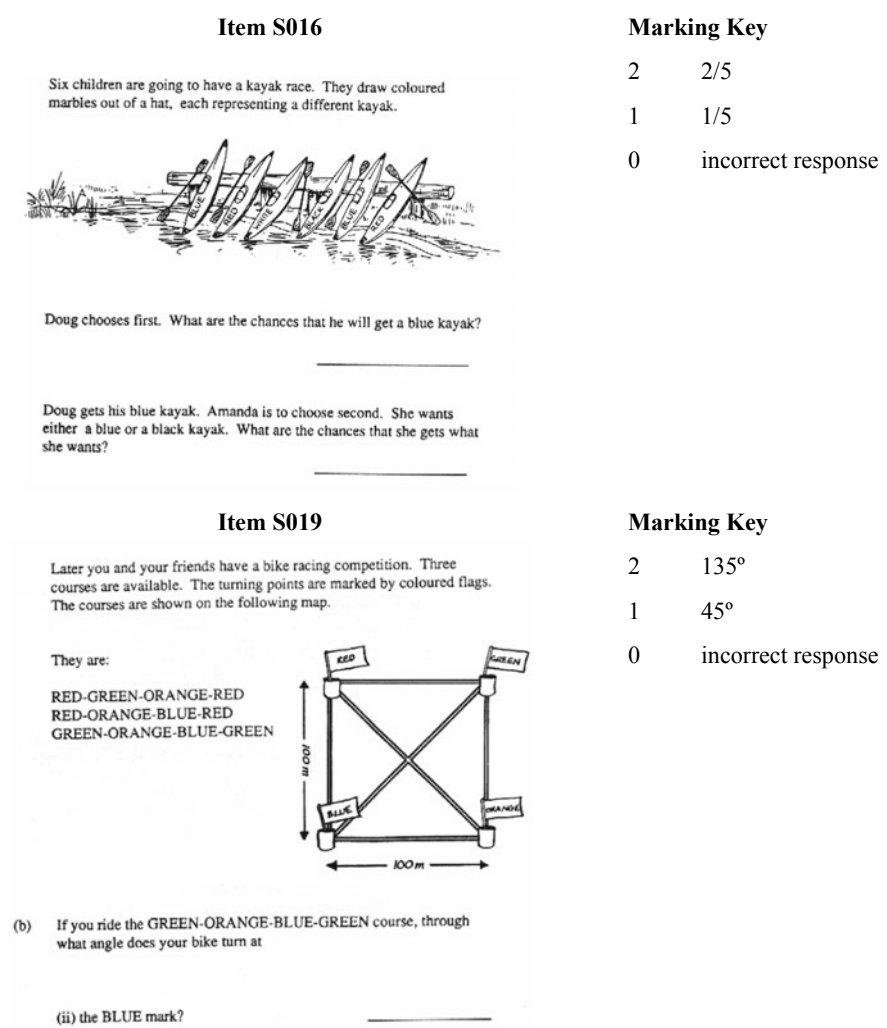 Item S016
Marking Key
Six children are going to have a kayak race. They draw coloured
marbles out of a hat, each representing a different kayak.
2 2/5
1 1/5
0 incorrect response
BLUE
RED
WHITE
BLACK
BLUE
RED
Doug chooses first. What are the chances that he will get a blue kayak?
Doug gets his blue kayak. Amanda is to choose second. She wants
either a blue or a black kayak. What are the chances that she gets what
she wants?
Item S019
Marking Key
Later you and your friends have a bike racing competition. Three
courses are available. The turning points are marked by coloured flags.
The courses are shown on the following map.
2 135º
1 45º
0 incorrect response
They are:
RED-GREEN-ORANGE-RED
RED-ORANGE-BLUE-RED
GREEN-ORANGE-BLUE-GREEN
RED
GREEN
100 m
BLUE
ORANGE
100 m
(b) If you ride the GREEN-ORANGE-BLUE-GREEN course, through
what angle does your bike turn at
(ii) the BLUE mark?